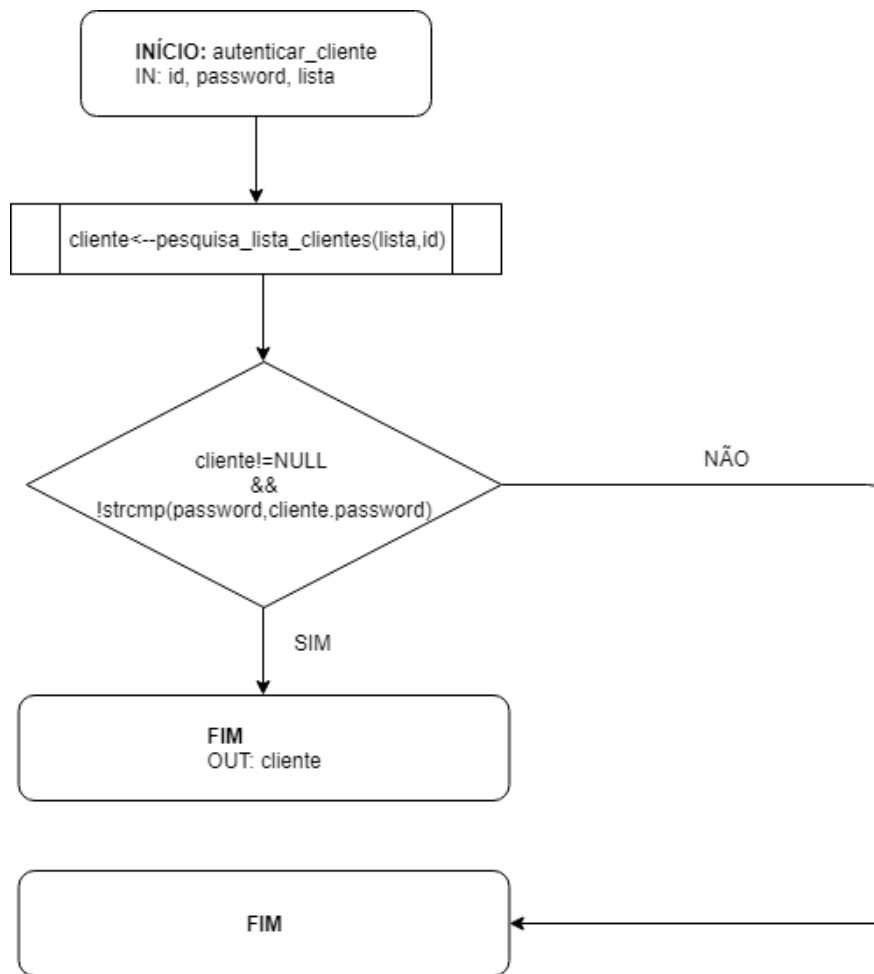 INÍCIO: autenticar_cliente
IN: id, password, lista
cliente<--pesquisa_lista_clientes(lista,id)
cliente!=NULL
&&
!strcmp(password,cliente.password)
NÃO
SIM
FIM
OUT: cliente
FIM